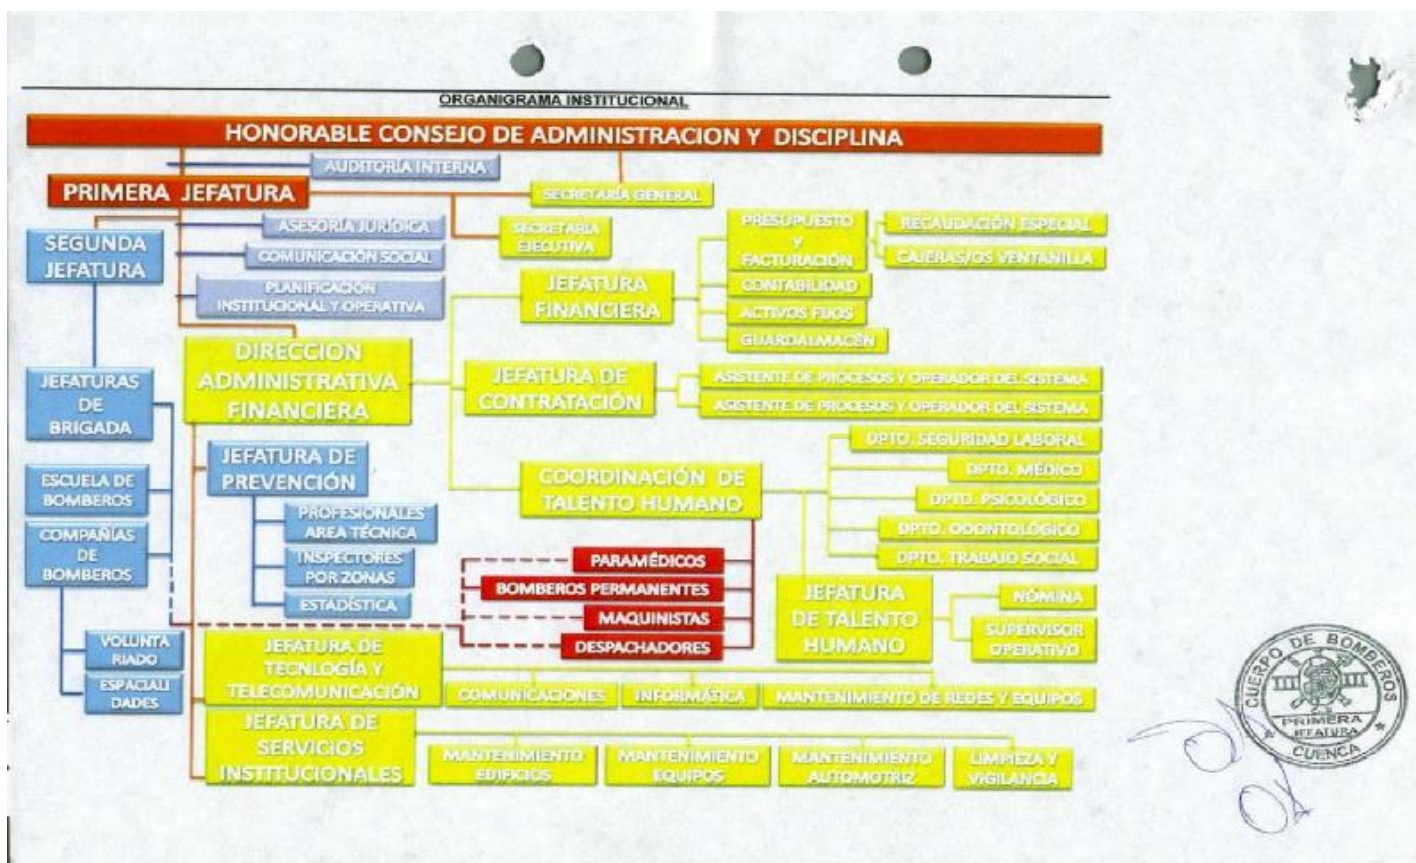 ORGANIGRAMA INSTITUCIONAL
HONORABLE CONSEJO DE ADMINISTRACION Y DISCIPLINA
AUDITORÍA INTERNA
PRIMERA JEFATURA
SECRETARÍA GENERAL
ASESORÍA JURÍDICA
SECRETARIA
EJECUTIVA
SEGUNDA
JEFATURA
COMUNICACIÓN SOCIAL
PLANIFICACIÓN
INSTITUCIONAL Y OPERATIVA
PRESUPUESTO
y
FACTURACIÓN
RECAUDACIÓN ESPECIAL
CAJERAS/OS VENTANILLA
JEFATURA
FINANCIERA
CONTABILIDAD
ACTIVOS FIJOS
GUARDALMACÉN
DIRECCION
ADMINISTRATIVA
FINANCIERA
JEFATURAS
DE
BRIGADA
JEFATURA DE
CONTRATACIÓN
ASISTENTE DE PROCESOS Y OPERADOR DEL SISTEMA
ASISTENTE DE PROCESOS Y OPERADOR DEL SISTEMA
JEFATURA DE
PREVENCIÓN
COORDINACIÓN DE
TALENTO HUMANO
DPTO. SEGURIDAD LABORAL
DPTO. MÉDICO
DPTO. PSICOLÓGICO
DPTO. ODONTOLÓGICO
DPTO. TRABAJO SOCIAL
ESCUELA DE
BOMBEROS
COMPAÑÍAS
DE
BOMBEROS
PROFESIONALES
AREA TÉCNICA
INSPECTORES
POR ZONAS
ESTADÍSTICA
PARAMÉDICOS
BOMBEROS PERMANENTES
MAQUINISTAS
DESPACHADORES
JEFATURA
DE TALENTO
HUMANO
NÓMINA
SUPERVISOR
OPERATIVO
VOLUNTA
RIADO
ESPACIALI
DADES
JEFATURA DE
TECNLOGÍA Y
TELECOMUNICACIÓN
COMUNICACIONES
INFORMÁTICA
MANTENIMIENTO DE REDES Y EQUIPOS
JEFATURA DE
SERVICIOS
INSTITUCIONALES
MANTENIMIENTO
EDIFICIOS
MANTENIMIENTO
EQUIPOS
MANTENIMIENTO
AUTOMOTRIZ
LIMPIEZA Y
VIGILANCIA
CUERPO DE BOMBEROS
PRIMERA
JEFATURA
CUENCA